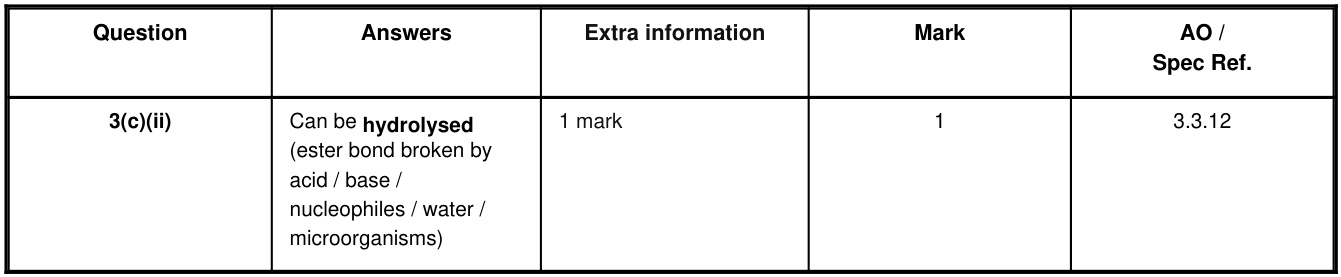 Question
Answers
Extra information
Mark
AO /
Spec Ref.
3(c)(ii)
Can be hydrolysed
(ester bond broken by
acid / base /
nucleophiles / water /
microorganisms)
1 mark
1
3.3.12